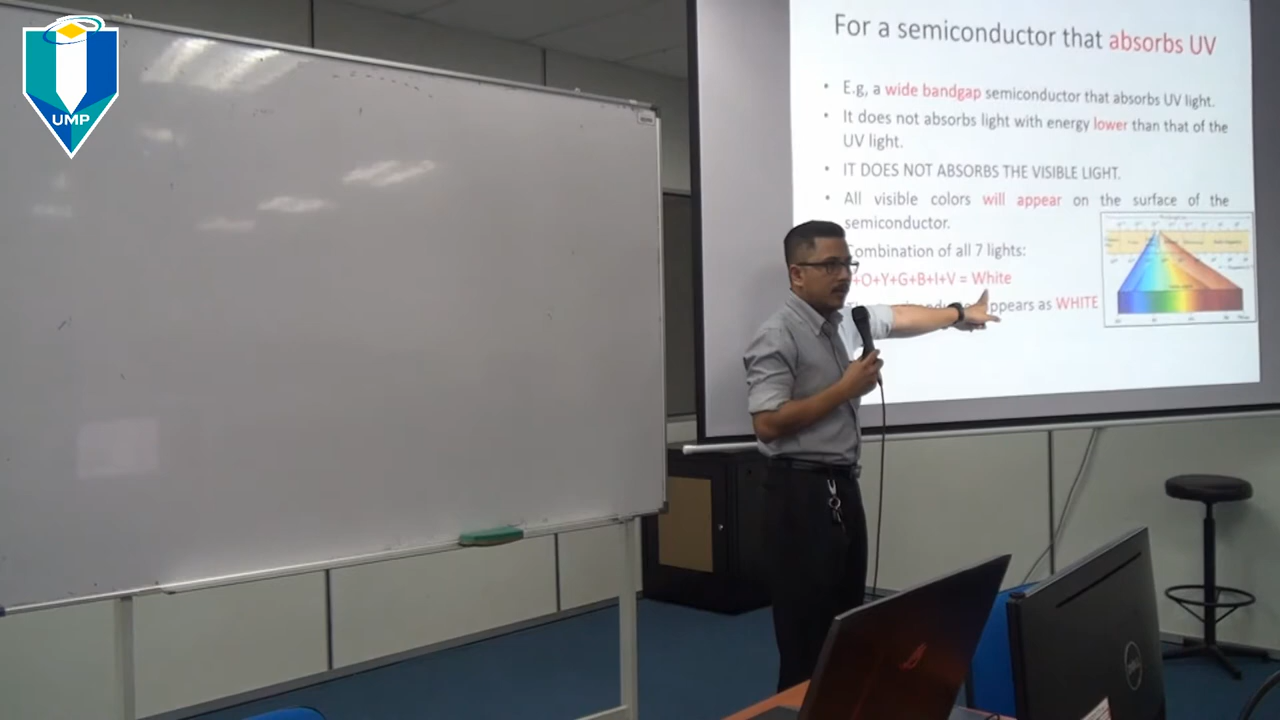 UMP
For a semiconductor that absorbs UV
• E.g, a wide bandgap semiconductor that absorbs UV light.
• It does not absorbs light with energy lower than that of the
UV light.
• IT DOES NOT ABSORBS THE VISIBLE LIGHT.
• All visible colors will appear on the surface of the
semiconductor.
Combination of all 7 lights:
+O+Y+G+B+I+V = White
appears as WHITE
DELL